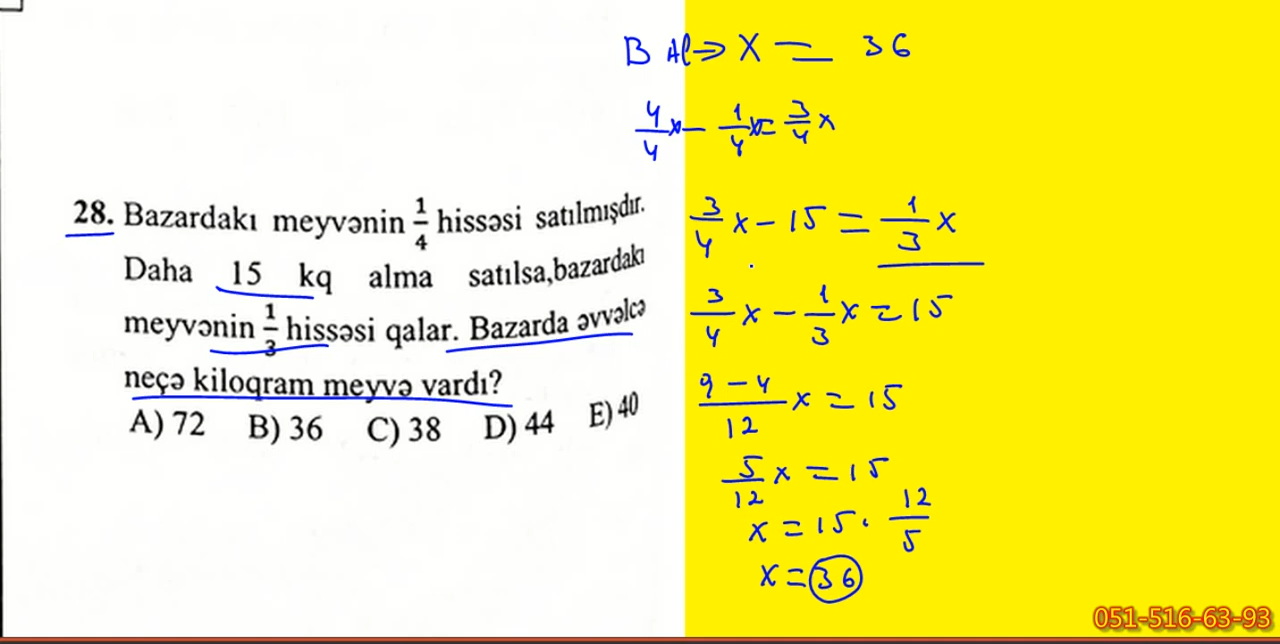 B Al⇒ X = 36
4/4 x - 1/4 x = 3/4 x
28. Bazardakı meyvənin 1/4 hissəsi satılmışdır.
Daha 15 kq alma satılsa,bazardakı
meyvənin 1/3 hissəsi qalar. Bazarda əvvəlcə
neçə kiloqram meyvə vardı?
A) 72 B) 36 C) 38 D) 44 E) 40
3/4 x - 15 = 1/3 x
3/4 x - 1/3 x = 15
9-4/12 x = 15
5/12 x = 15
x = 15 · 12/5
x = 36
051-516-63-93